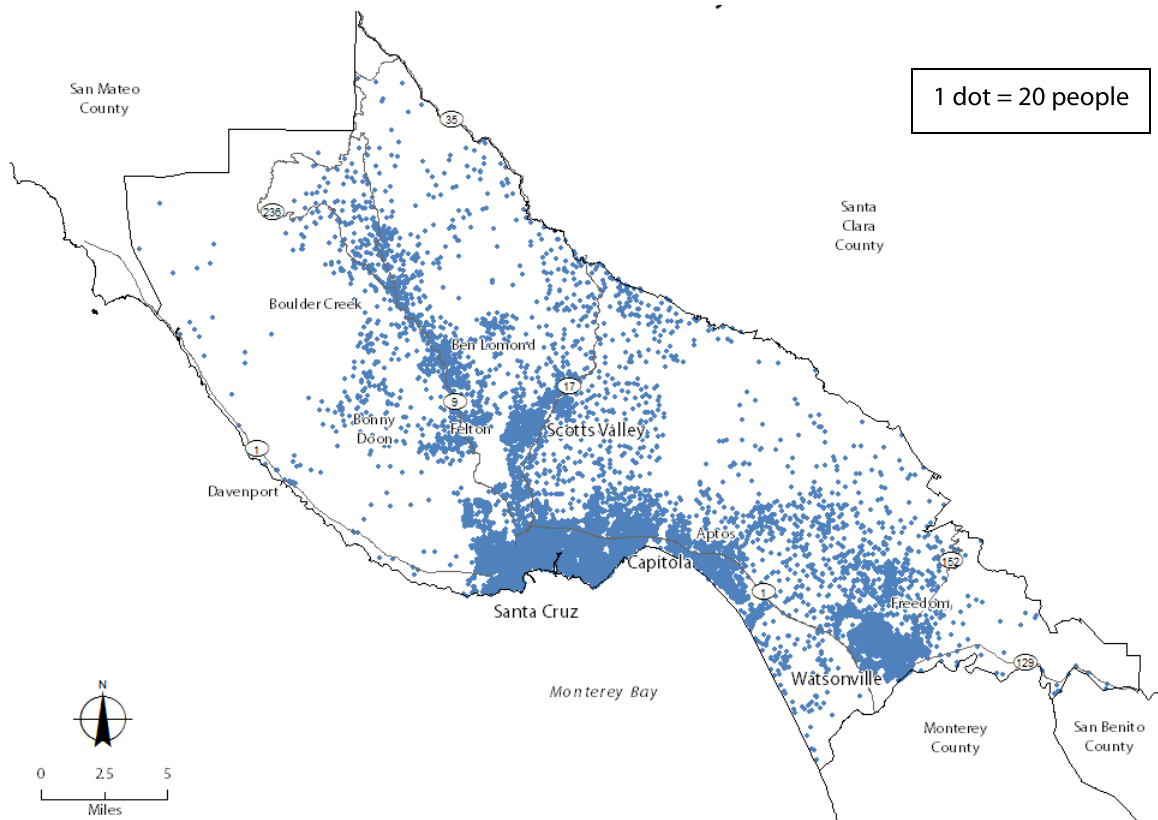 San Mateo
County
1 dot = 20 people
35
236
Santa
Clara
County
Boulder Creek
Ben Lomond
17
9
Bonny
Doon
Felton
Scotts Valley
1
Davenport
Aptos
Capitola
152
1
Freedom
Santa Cruz
129
Watsonville
Monterey Bay
N
Monterey
County
San Benito
County
0 2.5 5
Miles